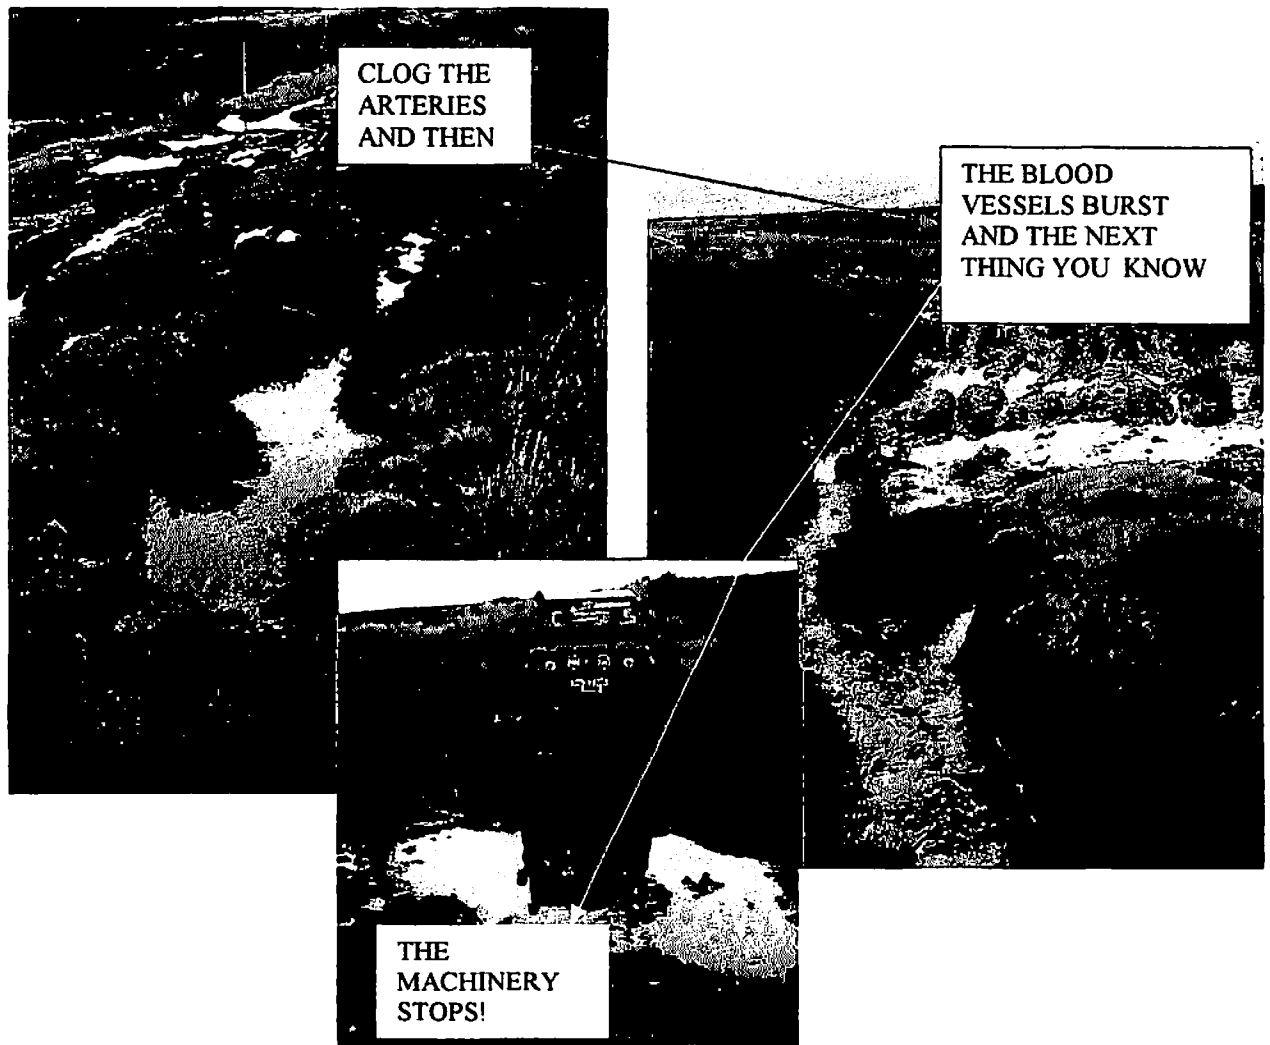 CLOG THE
ARTERIES
AND THEN
THE BLOOD
VESSELS BURST
AND THE NEXT
THING YOU KNOW
THE
MACHINERY
STOPS!